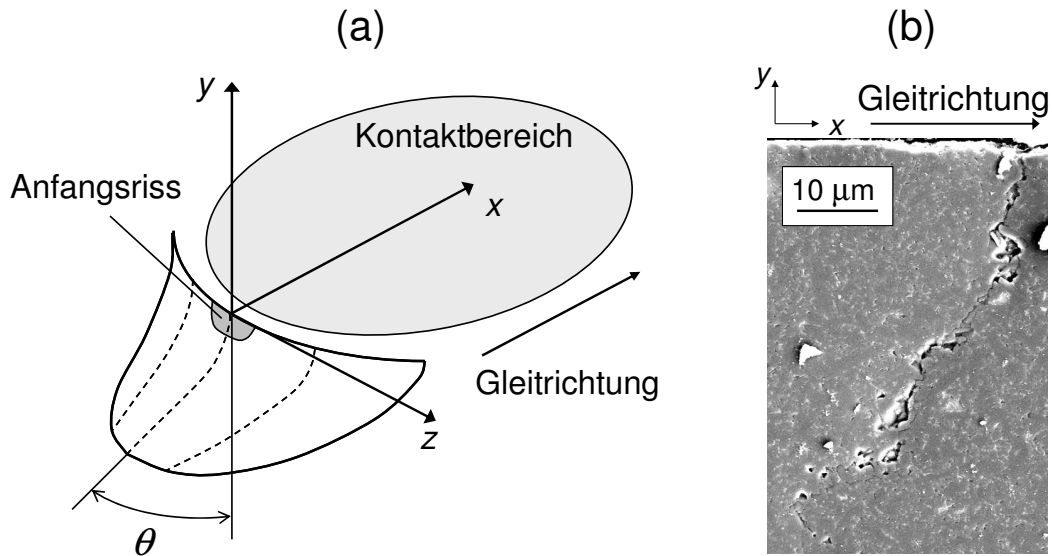 (a)
y
Kontaktbereich
Anfangsriss
x
Gleitrichtung
z
θ
(b)
y
Gleitrichtung
x
10 μm